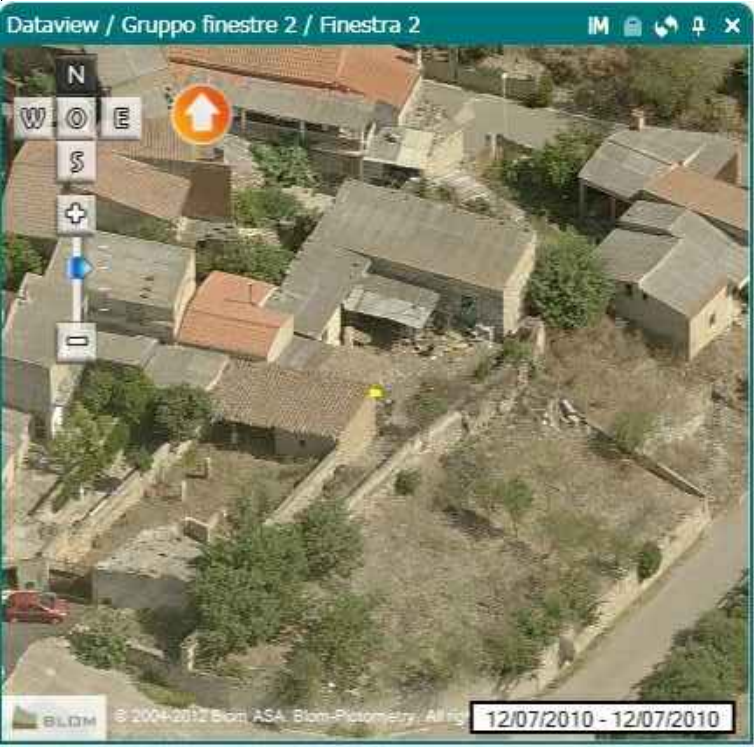 Dataview / Gruppo finestre 2 / Finestra 2
IM
N
W O E
S
BLOM
© 2004-2012 Blom ASA. Blom-Pictometry. All rig
12/07/2010 - 12/07/2010